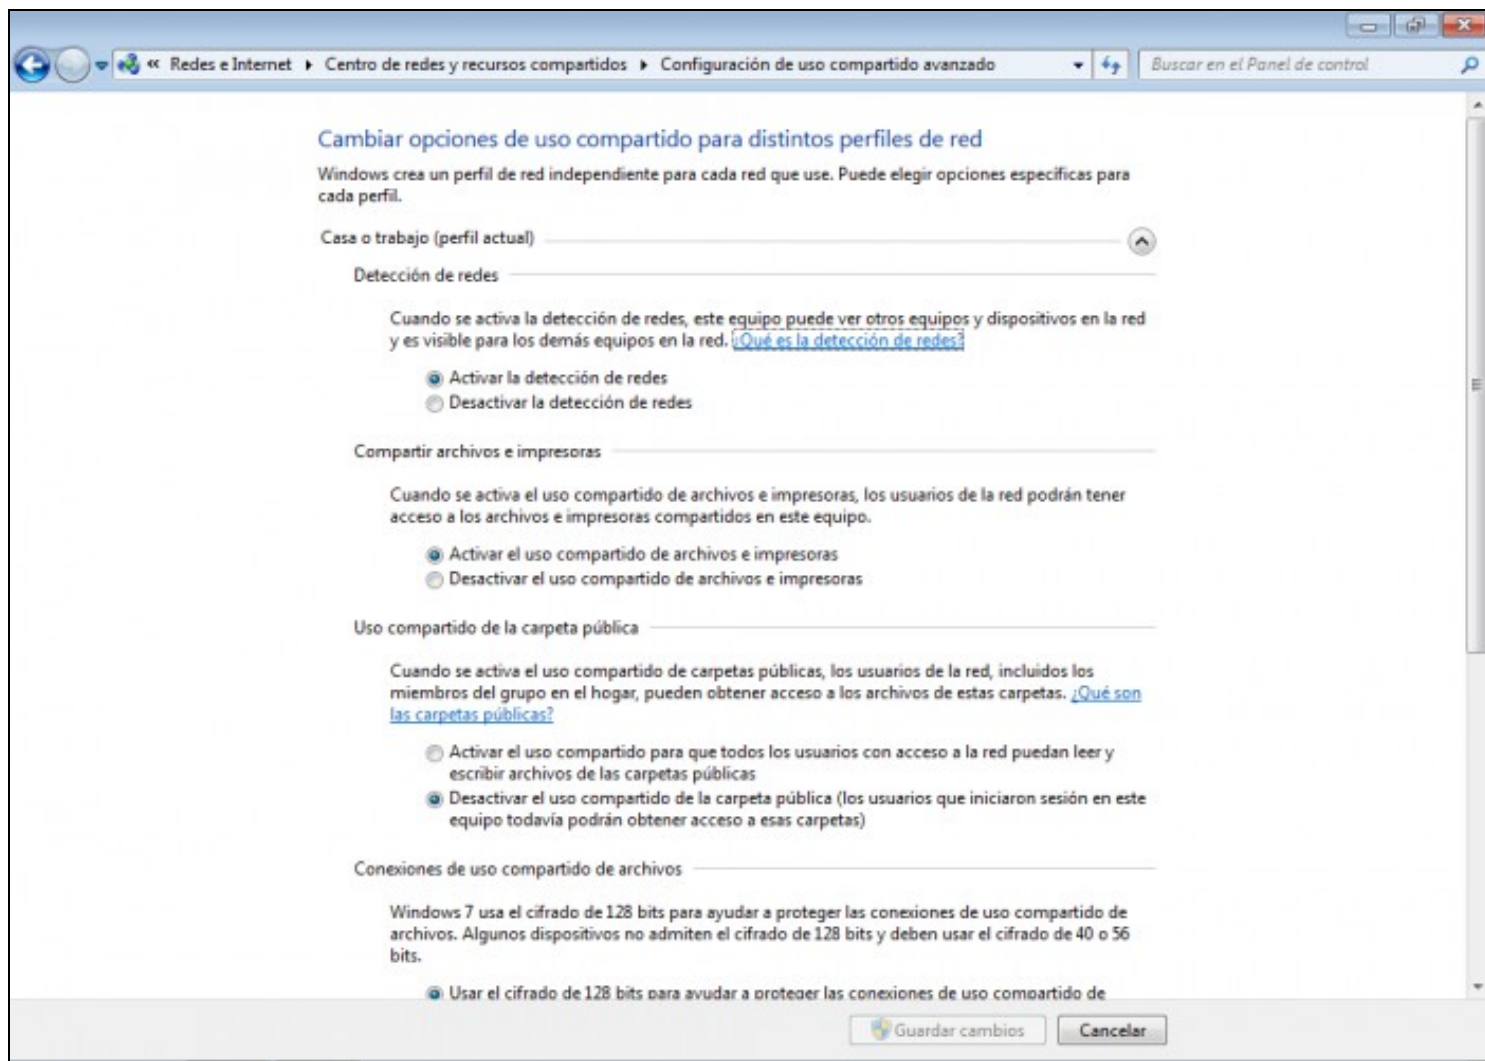 « Redes e Internet ▸ Centro de redes y recursos compartidos ▸ Configuración de uso compartido avanzado
Buscar en el Panel de control
Cambiar opciones de uso compartido para distintos perfiles de red
Windows crea un perfil de red independiente para cada red que use. Puede elegir opciones específicas para
cada perfil.
Casa o trabajo (perfil actual)
Detección de redes
Cuando se activa la detección de redes, este equipo puede ver otros equipos y dispositivos en la red
y es visible para los demás equipos en la red. ¿Qué es la detección de redes?
Activar la detección de redes
Desactivar la detección de redes
Compartir archivos e impresoras
Cuando se activa el uso compartido de archivos e impresoras, los usuarios de la red podrán tener
acceso a los archivos e impresoras compartidos en este equipo.
Activar el uso compartido de archivos e impresoras
Desactivar el uso compartido de archivos e impresoras
Uso compartido de la carpeta pública
Cuando se activa el uso compartido de carpetas públicas, los usuarios de la red, incluidos los
miembros del grupo en el hogar, pueden obtener acceso a los archivos de estas carpetas. ¿Qué son
las carpetas públicas?
Activar el uso compartido para que todos los usuarios con acceso a la red puedan leer y
escribir archivos de las carpetas públicas
Desactivar el uso compartido de la carpeta pública (los usuarios que iniciaron sesión en este
equipo todavía podrán obtener acceso a esas carpetas)
Conexiones de uso compartido de archivos
Windows 7 usa el cifrado de 128 bits para ayudar a proteger las conexiones de uso compartido de
archivos. Algunos dispositivos no admiten el cifrado de 128 bits y deben usar el cifrado de 40 o 56
bits.
Usar el cifrado de 128 bits para ayudar a proteger las conexiones de uso compartido de
Guardar cambios
Cancelar